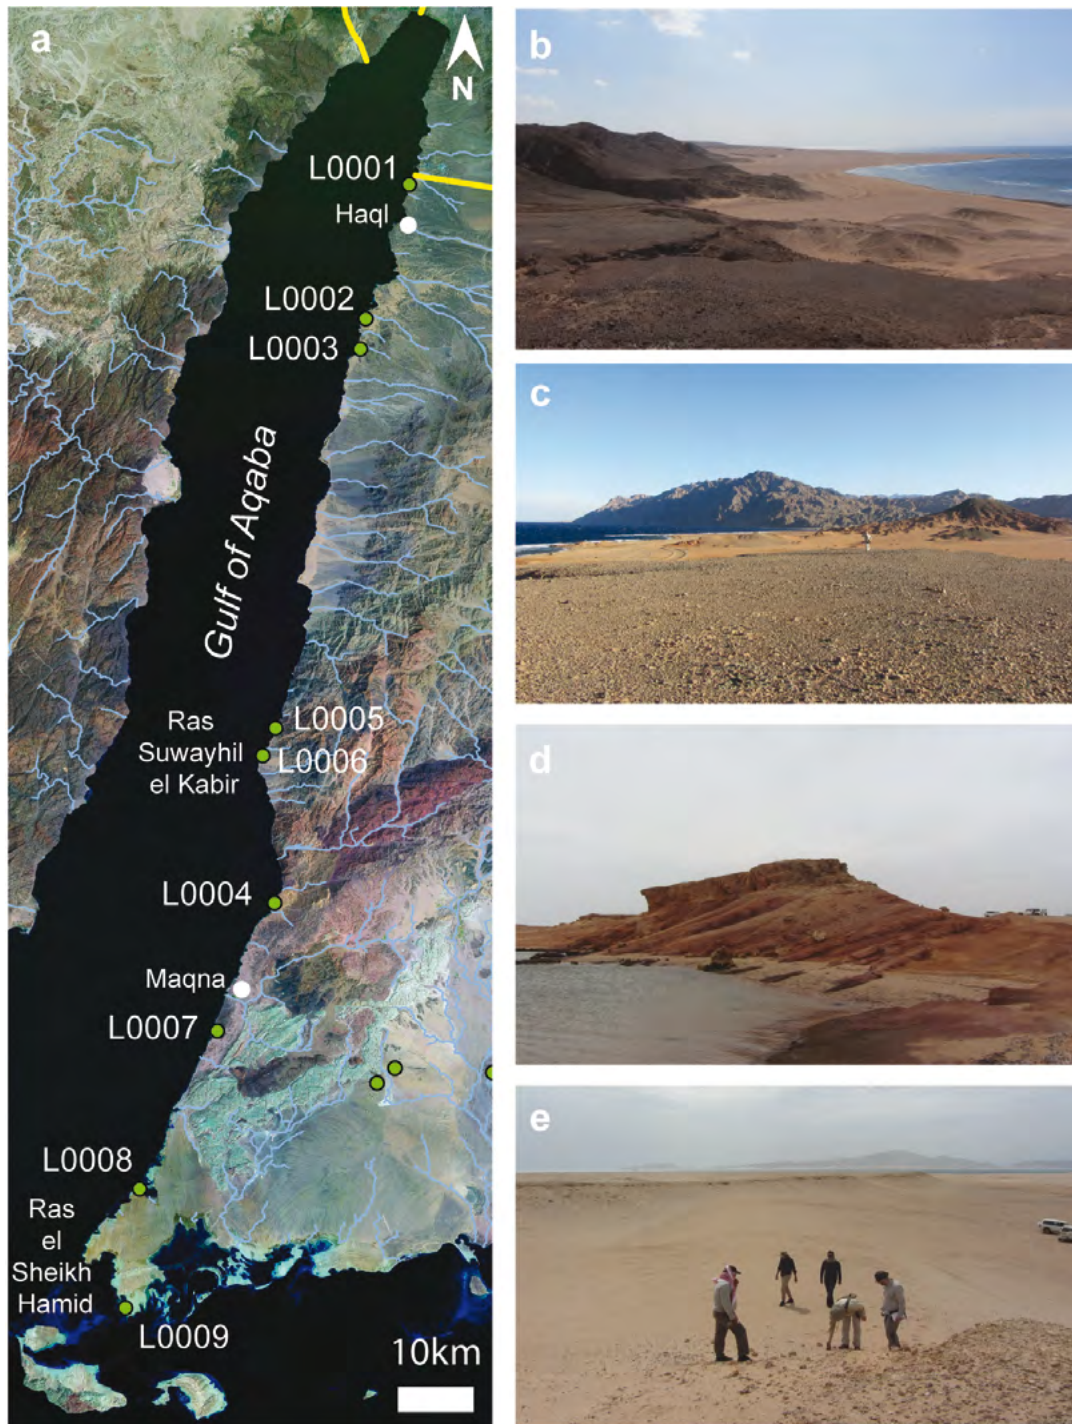 a
N
L0001
Haql
L0002
L0003
Gulf of Aqaba
Ras
Suwayhil
el Kabir
L0005
L0006
L0004
Maqna
L0007
L0008
Ras
el
Sheikh
Hamid
L0009
10km
b
c
d
e